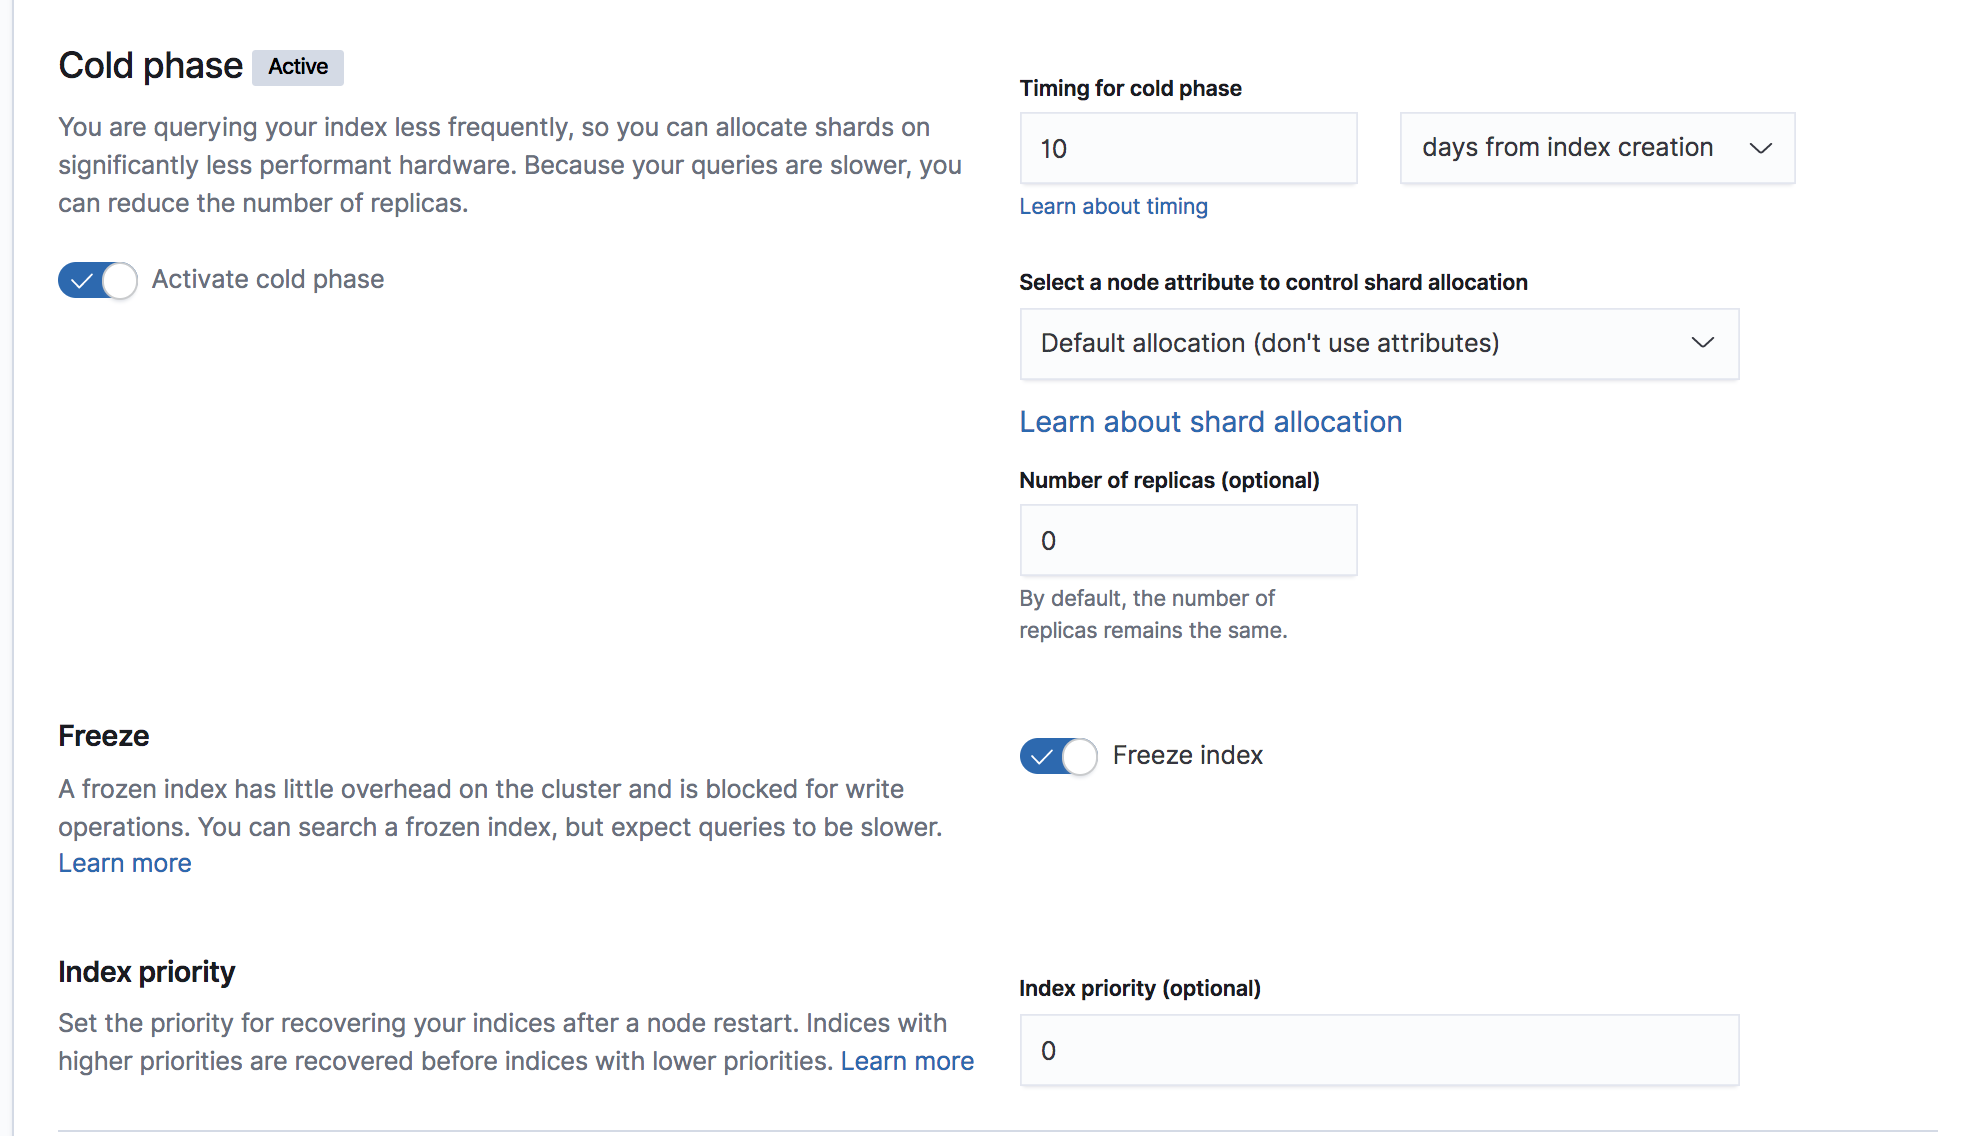 Cold phase Active
You are querying your index less frequently, so you can allocate shards on
significantly less performant hardware. Because your queries are slower, you
can reduce the number of replicas.
Activate cold phase
Timing for cold phase
10
days from index creation
Learn about timing
Select a node attribute to control shard allocation
Default allocation (don't use attributes)
Learn about shard allocation
Number of replicas (optional)
0
By default, the number of
replicas remains the same.
Freeze
A frozen index has little overhead on the cluster and is blocked for write
operations. You can search a frozen index, but expect queries to be slower.
Learn more
Freeze index
Index priority
Set the priority for recovering your indices after a node restart. Indices with
higher priorities are recovered before indices with lower priorities. Learn more
Index priority (optional)
0